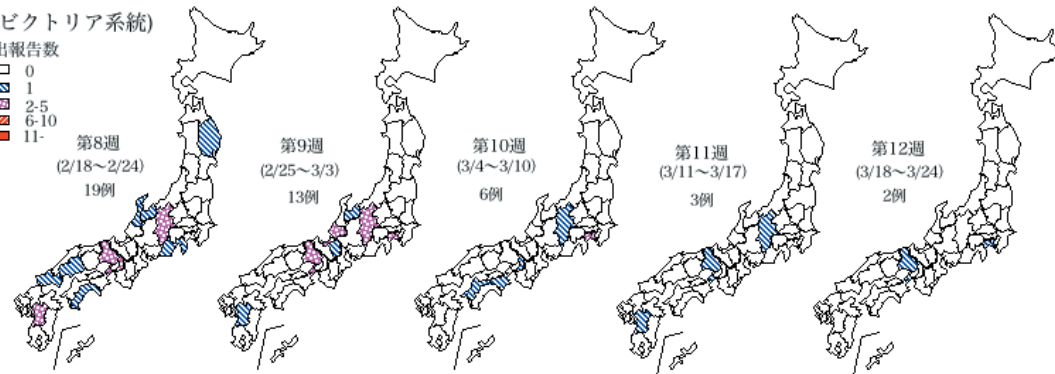 ビクトリア系統)
出報告数
0
1
2-5
6-10
11-
第8週
(2/18～2/24)
19例
第9週
(2/25～3/3)
13例
第10週
(3/4～3/10)
6例
第11週
(3/11～3/17)
3例
第12週
(3/18～3/24)
2例